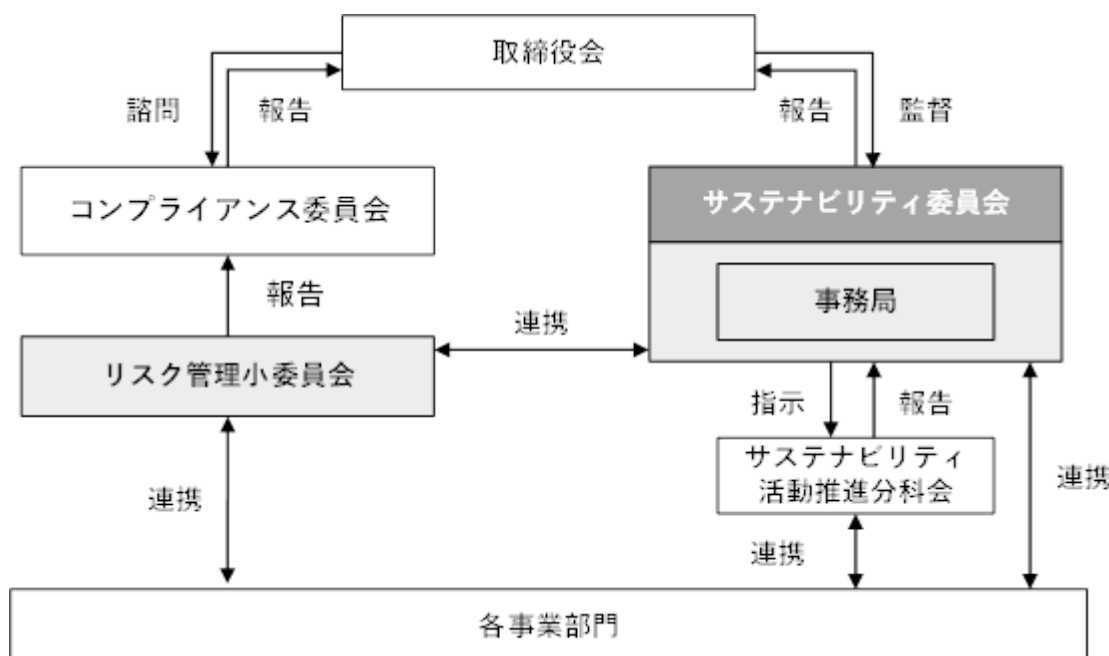 取締役会
諮問
報告
報告
監督
コンプライアンス委員会
サステナビリティ委員会
事務局
報告
連携
リスク管理小委員会
指示
報告
サステナビリティ
活動推進分科会
連携
連携
連携
各事業部門